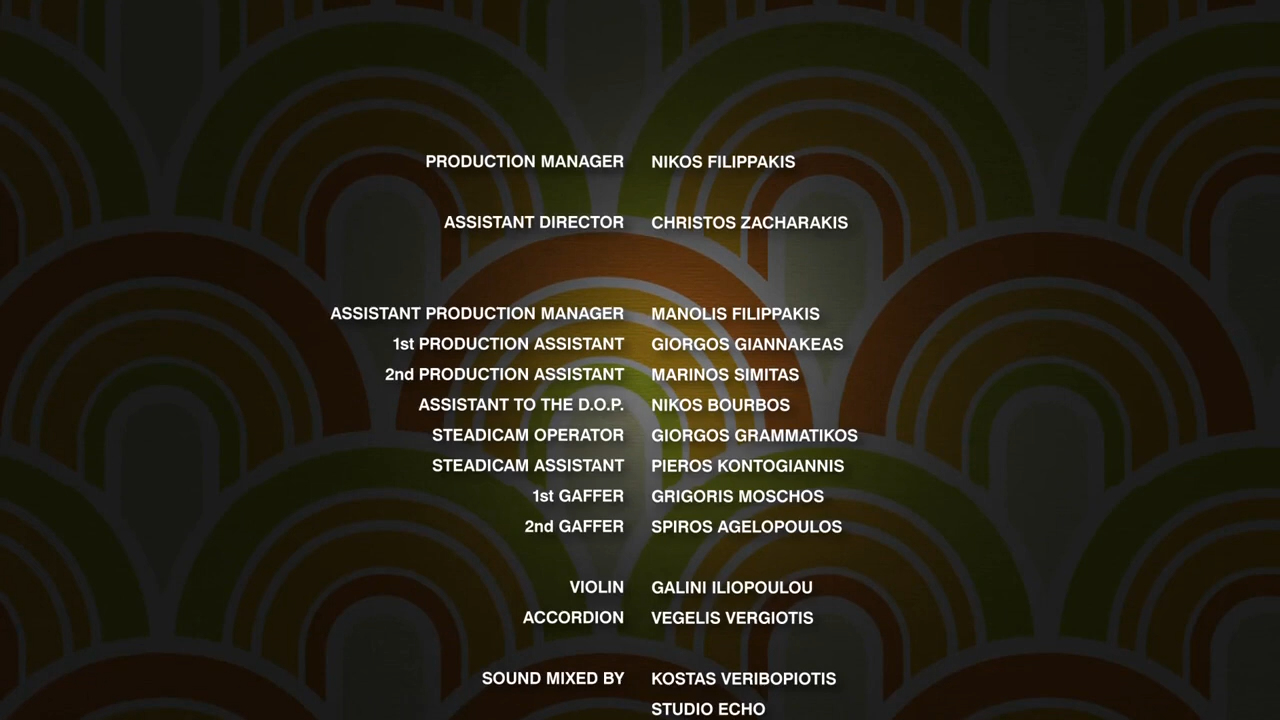 PRODUCTION MANAGER NIKOS FILIPPAKIS
ASSISTANT DIRECTOR CHRISTOS ZACHARAKIS
ASSISTANT PRODUCTION MANAGER MANOLIS FILIPPAKIS
1st PRODUCTION ASSISTANT GIORGOS GIANNAKEAS
2nd PRODUCTION ASSISTANT MARINOS SIMITAS
ASSISTANT TO THE D.O.P. NIKOS BOURBOS
STEADICAM OPERATOR GIORGOS GRAMMATIKOS
STEADICAM ASSISTANT PIEROS KONTOGIANNIS
1st GAFFER GRIGORIS MOSCHOS
2nd GAFFER SPIROS AGELOPOULOS
VIOLIN GALINI ILIOPOULOU
ACCORDION VEGELIS VERGIOTIS
SOUND MIXED BY KOSTAS VERIBOPIOTIS
STUDIO ECHO